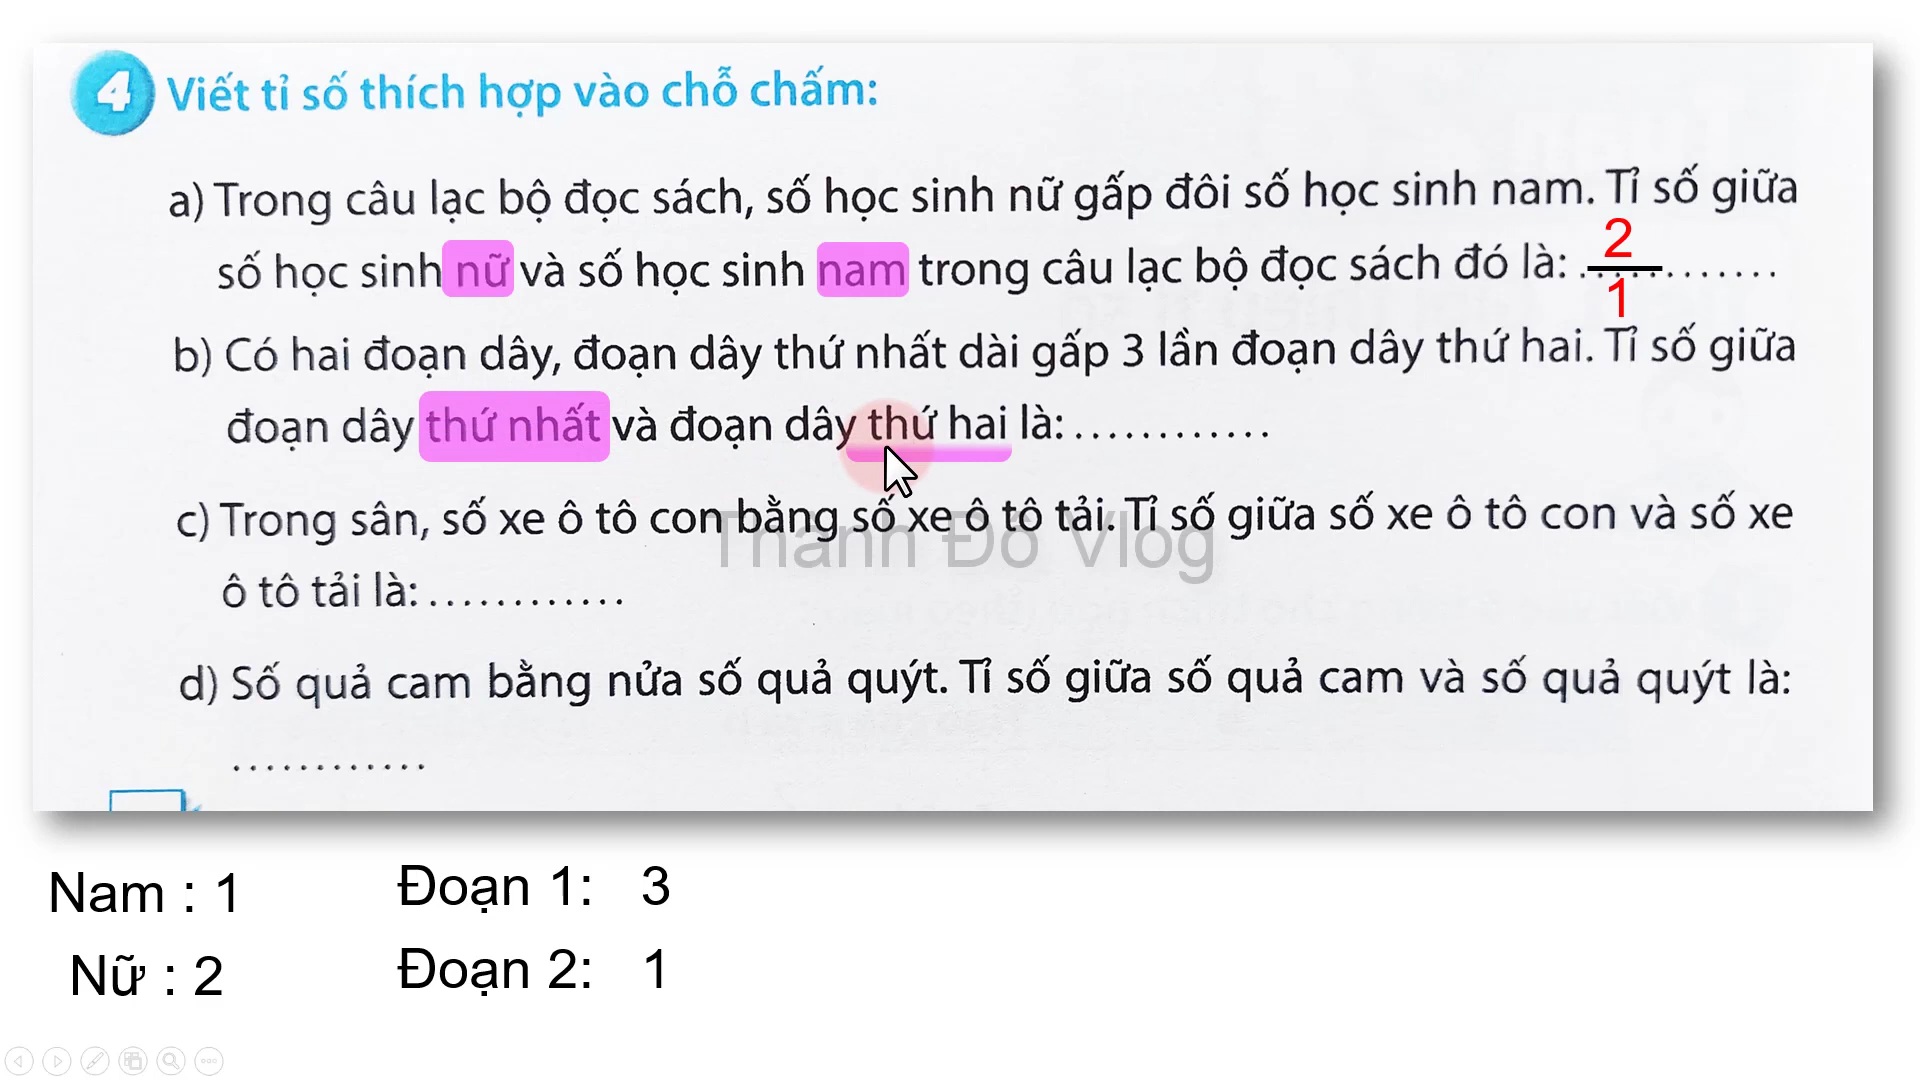 4 Viết tỉ số thích hợp vào chỗ chấm:
a) Trong câu lạc bộ đọc sách, số học sinh nữ gấp đôi số học sinh nam. Tỉ số giữa
số học sinh nữ và số học sinh nam trong câu lạc bộ đọc sách đó là: ............ 2/1
b) Có hai đoạn dây, đoạn dây thứ nhất dài gấp 3 lần đoạn dây thứ hai. Tỉ số giữa
đoạn dây thứ nhất và đoạn dây thứ hai là: ............
c) Trong sân, số xe ô tô con bằng số xe ô tô tải. Tỉ số giữa số xe ô tô con và số xe
Thành Đô Vlog
ô tô tải là: ............
d) Số quả cam bằng nửa số quả quýt. Tỉ số giữa số quả cam và số quả quýt là:
............
Nam : 1
Nữ : 2
Đoạn 1: 3
Đoạn 2: 1